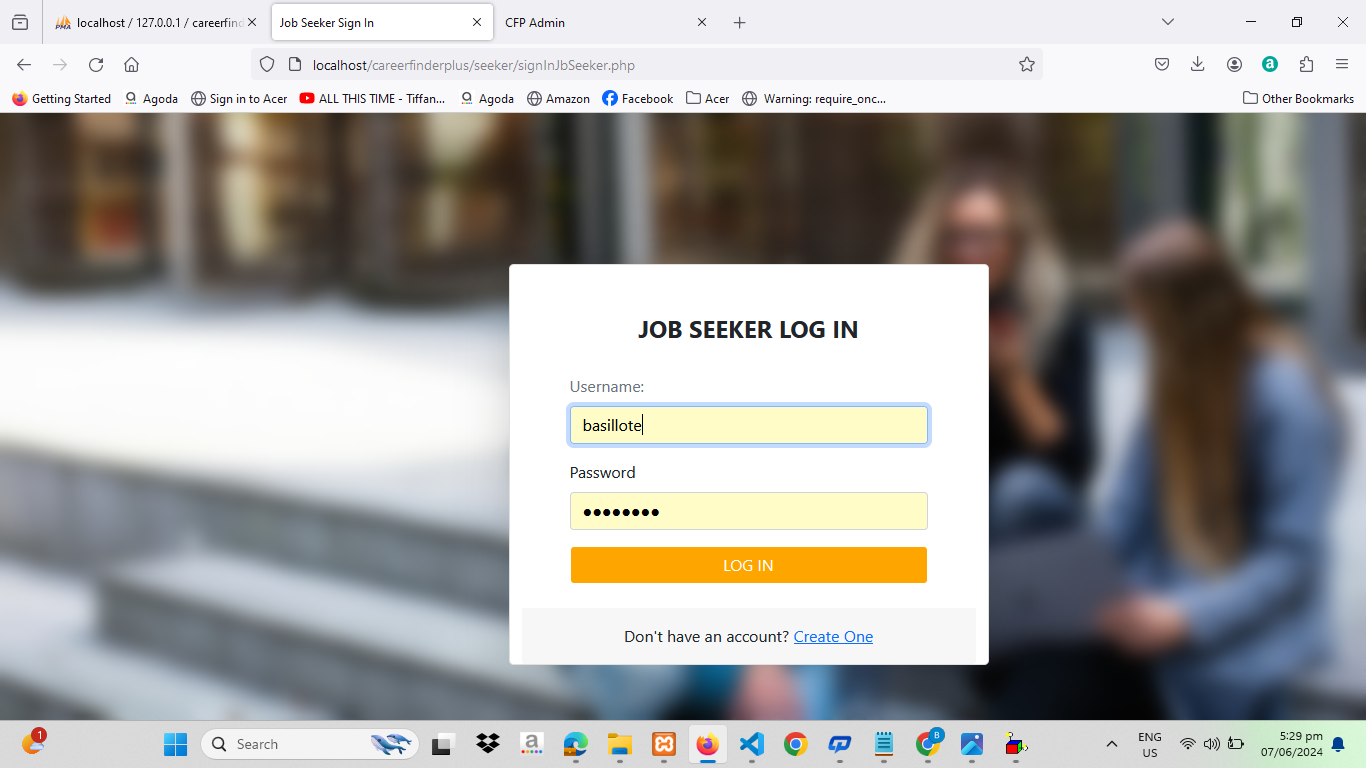 localhost / 127.0.0.1 / careerfind
Job Seeker Sign In
CFP Admin
localhost/careerfinderplus/seeker/signInJbSeeker.php
Getting Started
Agoda
Sign in to Acer
ALL THIS TIME - Tiffan...
Agoda
Amazon
Facebook
Acer
Warning: require_onc...
Other Bookmarks
JOB SEEKER LOG IN
Username:
basillote
Password
LOG IN
Don't have an account? Create One
1
Search
B
ENG
US
5:29 pm
07/06/2024